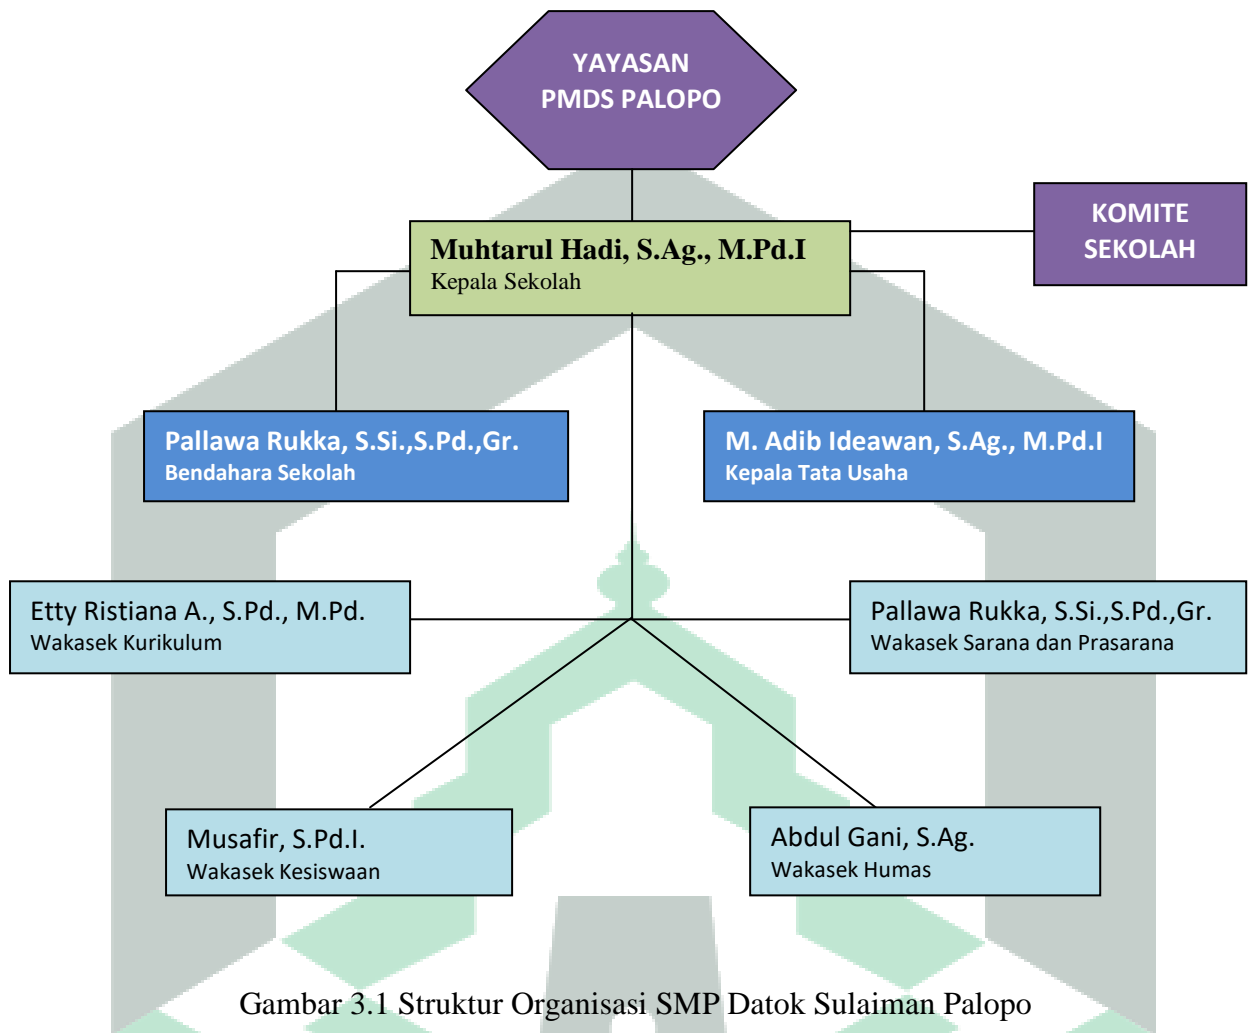 YAYASAN
PMDS PALOPO
KOMITE
SEKOLAH
Muhtarul Hadi, S.Ag., M.Pd.I
Kepala Sekolah
Pallawa Rukka, S.Si.,S.Pd.,Gr.
Bendahara Sekolah
M. Adib Ideawan, S.Ag., M.Pd.I
Kepala Tata Usaha
Etty Ristiana A., S.Pd., M.Pd.
Wakasek Kurikulum
Pallawa Rukka, S.Si.,S.Pd.,Gr.
Wakasek Sarana dan Prasarana
Musafir, S.Pd.I.
Wakasek Kesiswaan
Abdul Gani, S.Ag.
Wakasek Humas
Gambar 3.1 Struktur Organisasi SMP Datok Sulaiman Palopo